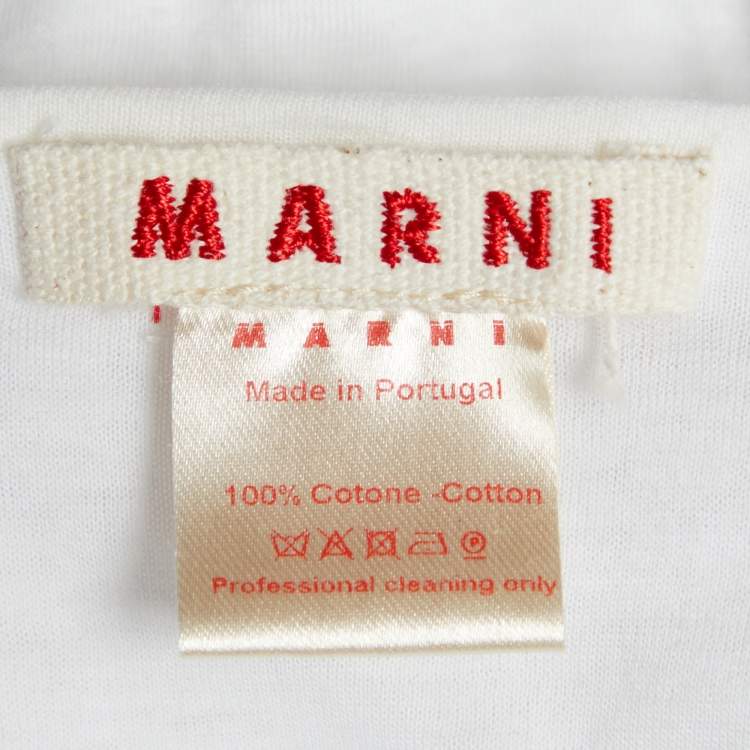 MARNI
MARNI
Made in Portugal
100% Cotone -Cotton
Professional cleaning only